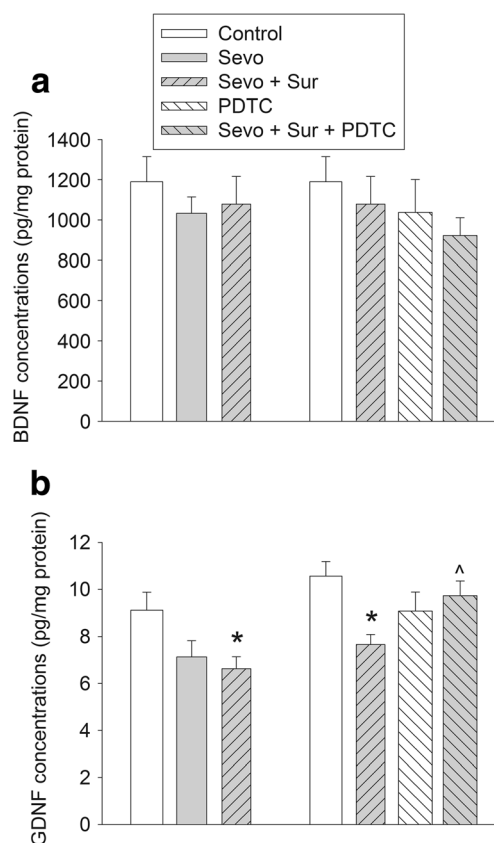 Control
Sevo
Sevo + Sur
PDTC
Sevo + Sur + PDTC
a
BDNF concentrations (pg/mg protein)
1400
1200
1000
800
600
400
200
0
b
GDNF concentrations (pg/mg protein)
12
10
8
6
4
2
0
*
*
^